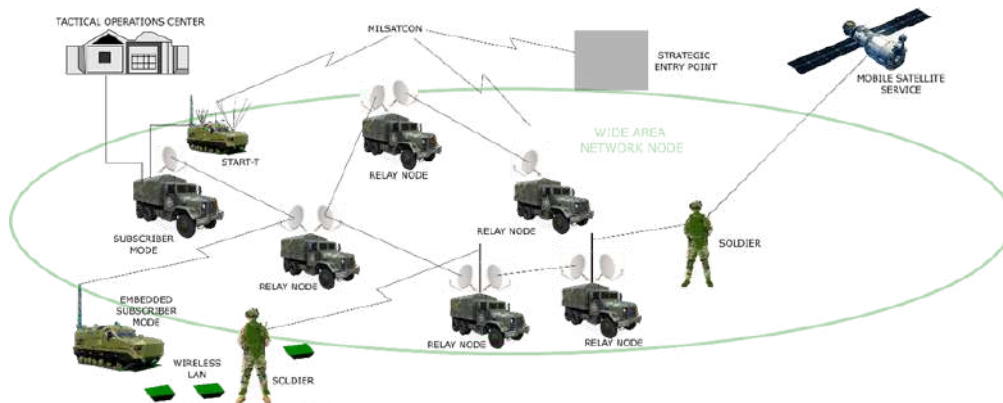 TACTICAL OPERATIONS CENTER
MILSATCON
STRATEGIC
ENTRY POINT
MOBILE SATELLITE
SERVICE
WIDE AREA
NETWORK NODE
START-T
RELAY NODE
SUBSCRIBER
MODE
RELAY NODE
SOLDIER
RELAY NODE
EMBEDDED
SUBSCRIBER
MODE
RELAY NODE
RELAY NODE
WIRELESS
LAN
SOLDIER